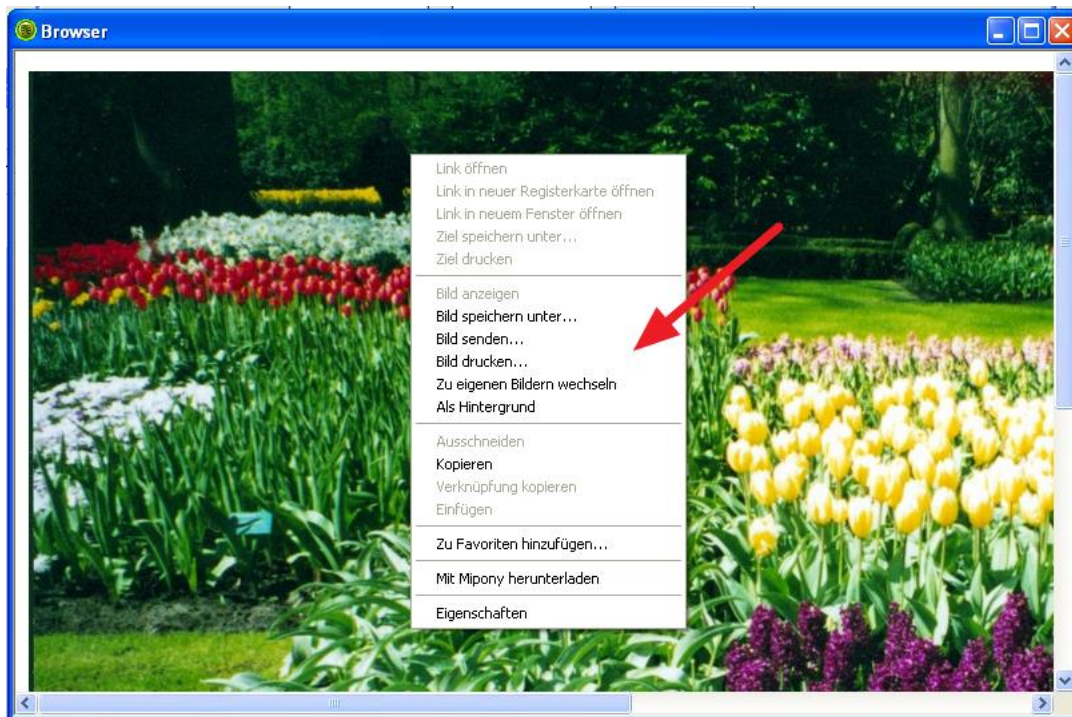 Browser
Link öffnen
Link in neuer Registerkarte öffnen
Link in neuem Fenster öffnen
Ziel speichern unter...
Ziel drucken
Bild anzeigen
Bild speichern unter...
Bild senden...
Bild drucken...
Zu eigenen Bildern wechseln
Als Hintergrund
Ausschneiden
Kopieren
Verknüpfung kopieren
Einfügen
Zu Favoriten hinzufügen...
Mit Mipony herunterladen
Eigenschaften